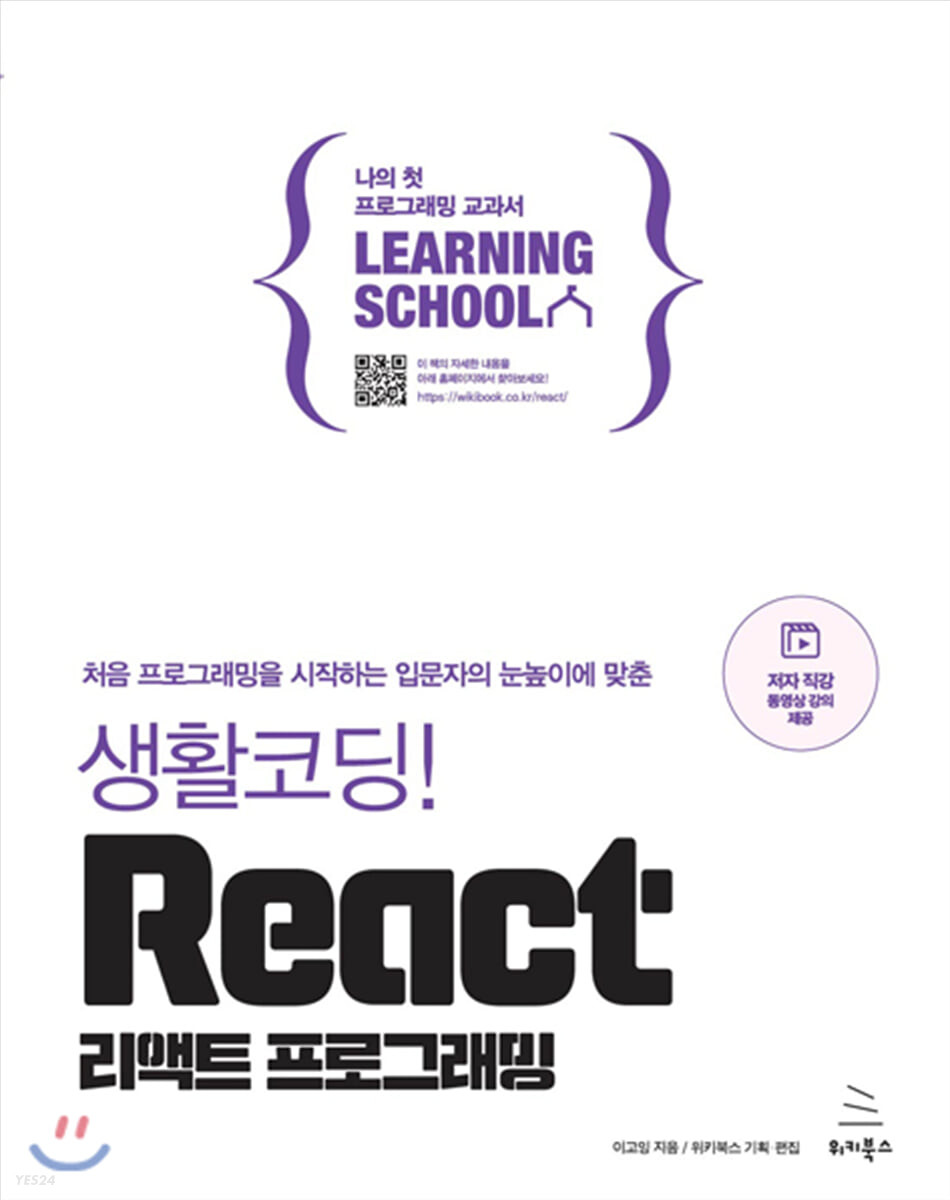 나의 첫
프로그래밍 교과서
LEARNING
SCHOOL
이 책의 자세한 내용을
아래 홈페이지에서 찾아보세요!
https://wikibook.co.kr/react/
저자 직강
동영상 강의
제공
처음 프로그래밍을 시작하는 입문자의 눈높이에 맞춘
생활코딩!
React
리액트 프로그래밍
이고잉 지음 / 위키북스 기획·편집
위키북스
YES24